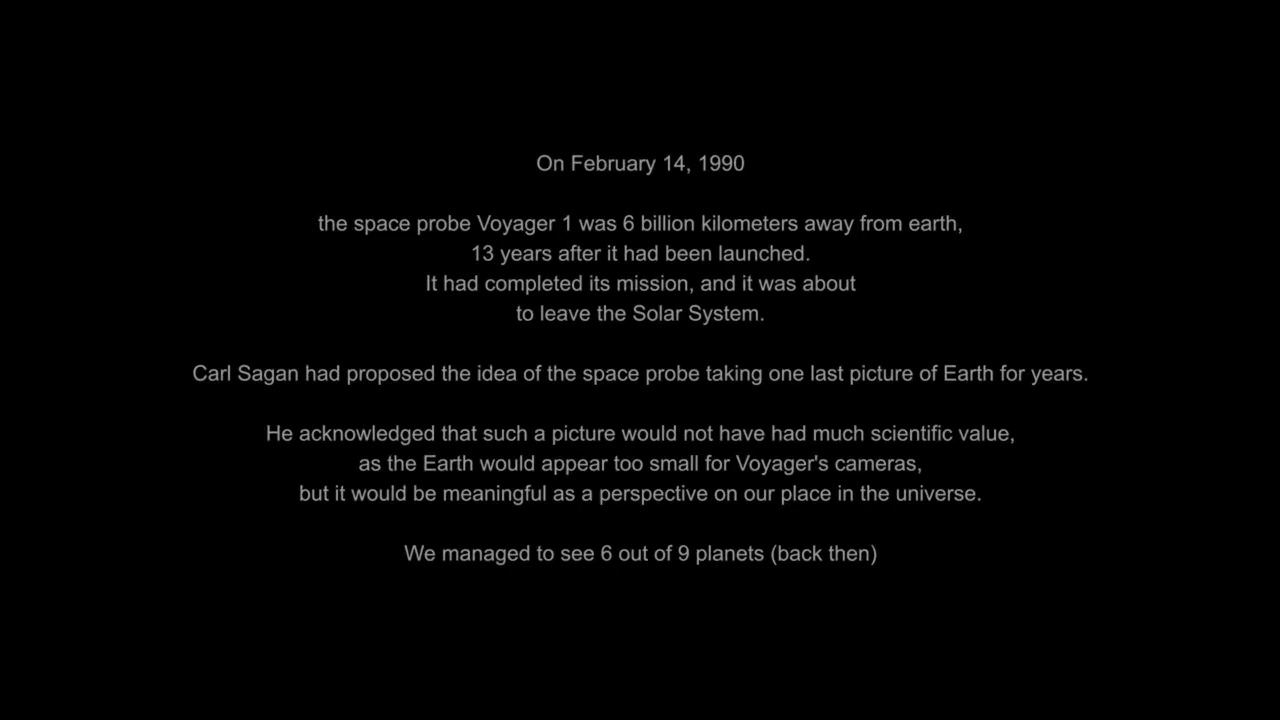 On February 14, 1990
the space probe Voyager 1 was 6 billion kilometers away from earth,
13 years after it had been launched.
It had completed its mission, and it was about
to leave the Solar System.
Carl Sagan had proposed the idea of the space probe taking one last picture of Earth for years.
He acknowledged that such a picture would not have had much scientific value,
as the Earth would appear too small for Voyager's cameras,
but it would be meaningful as a perspective on our place in the universe.
We managed to see 6 out of 9 planets (back then)